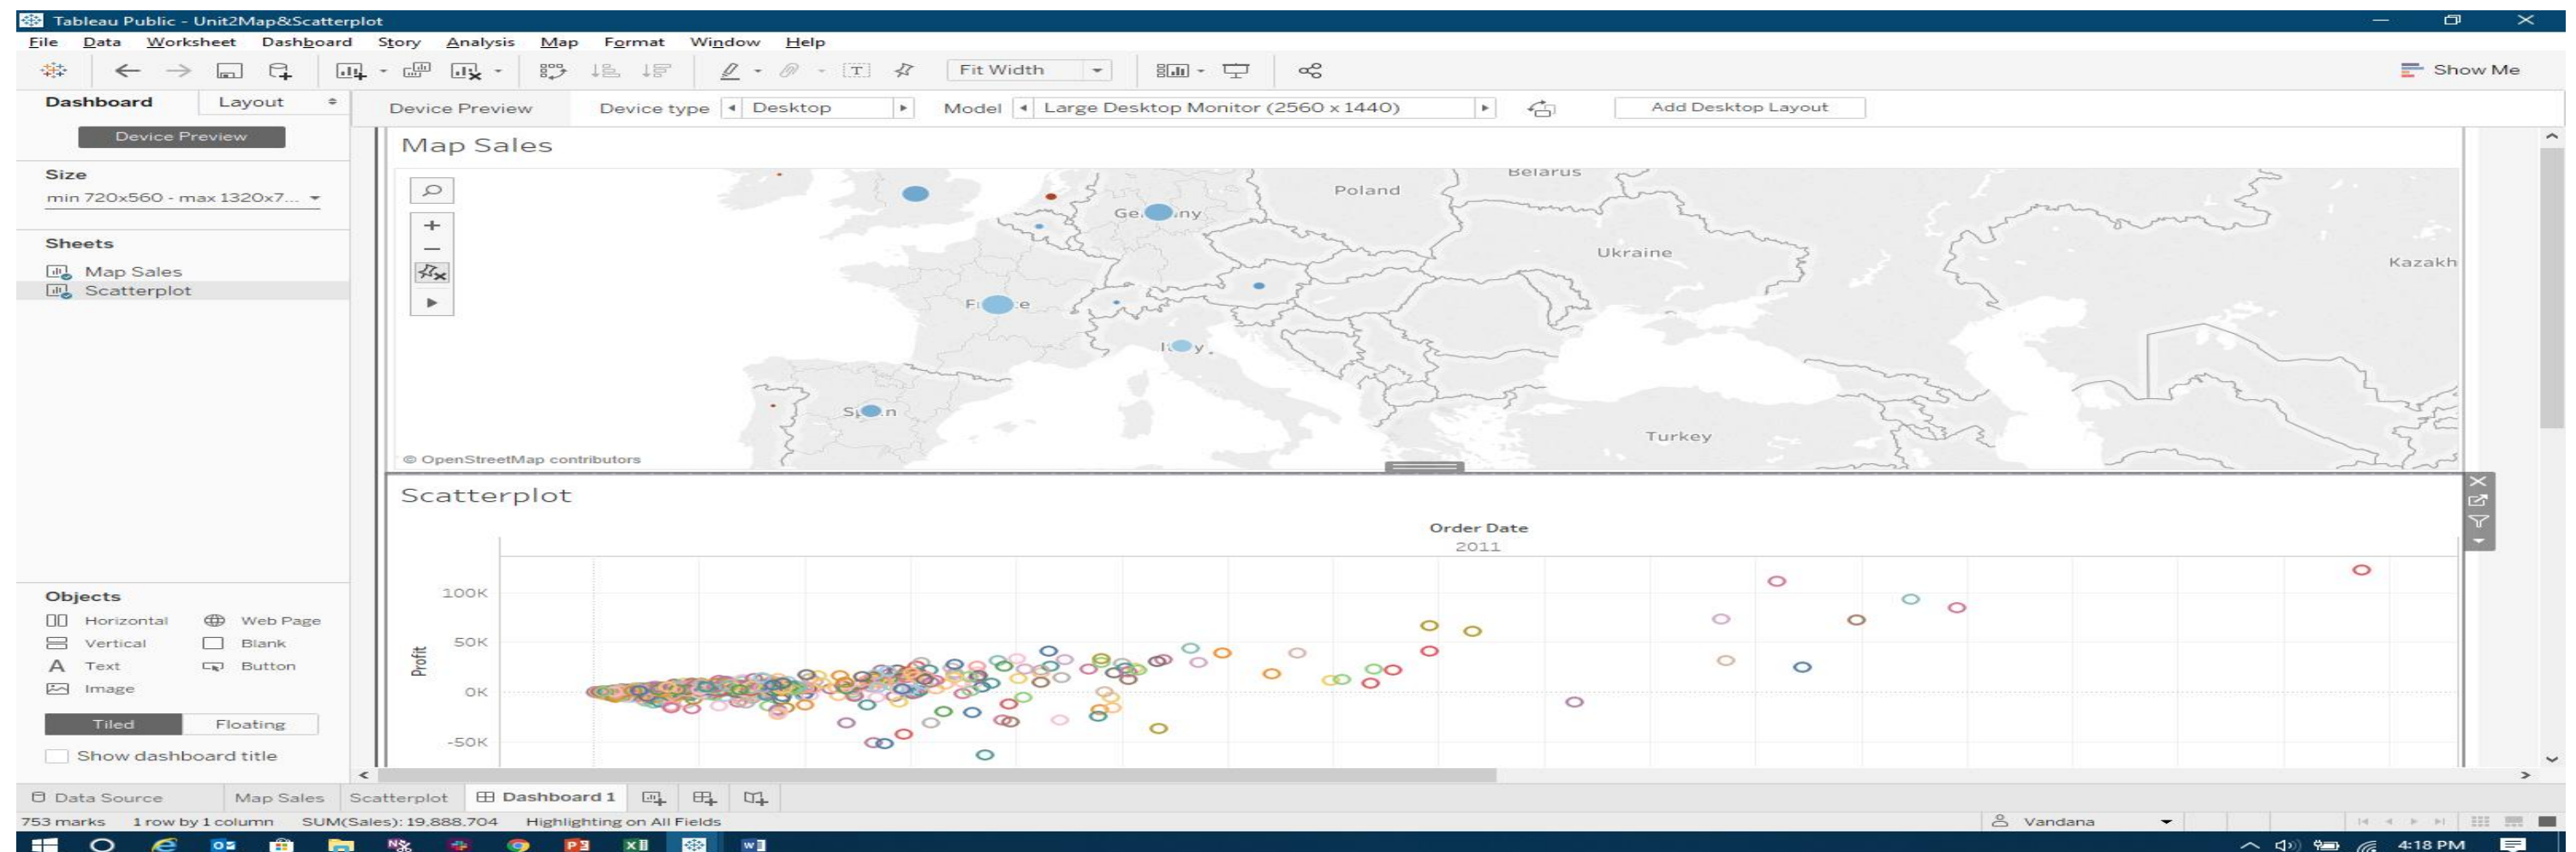 Tableau Public - Unit2Map&Scatterplot
File Data Worksheet Dashboard Story Analysis Map Format Window Help
Fit Width
Show Me
Dashboard Layout
Device Preview Device type Desktop Model Large Desktop Monitor (2560 x 1440) Add Desktop Layout
Device Preview
Size
min 720x560 - max 1320x7...
Sheets
Map Sales
Scatterplot
Map Sales
Belarus
Poland
Ukraine
Kazakh
Turkey
© OpenStreetMap contributors
Scatterplot
Order Date
2011
Profit
100K
50K
0K
-50K
Objects
Horizontal Web Page
Vertical Blank
A Text Button
Image
Tiled Floating
Show dashboard title
Data Source Map Sales Scatterplot Dashboard 1
753 marks 1 row by 1 column SUM(Sales): 19,888,704 Highlighting on All Fields Vandana
4:18 PM